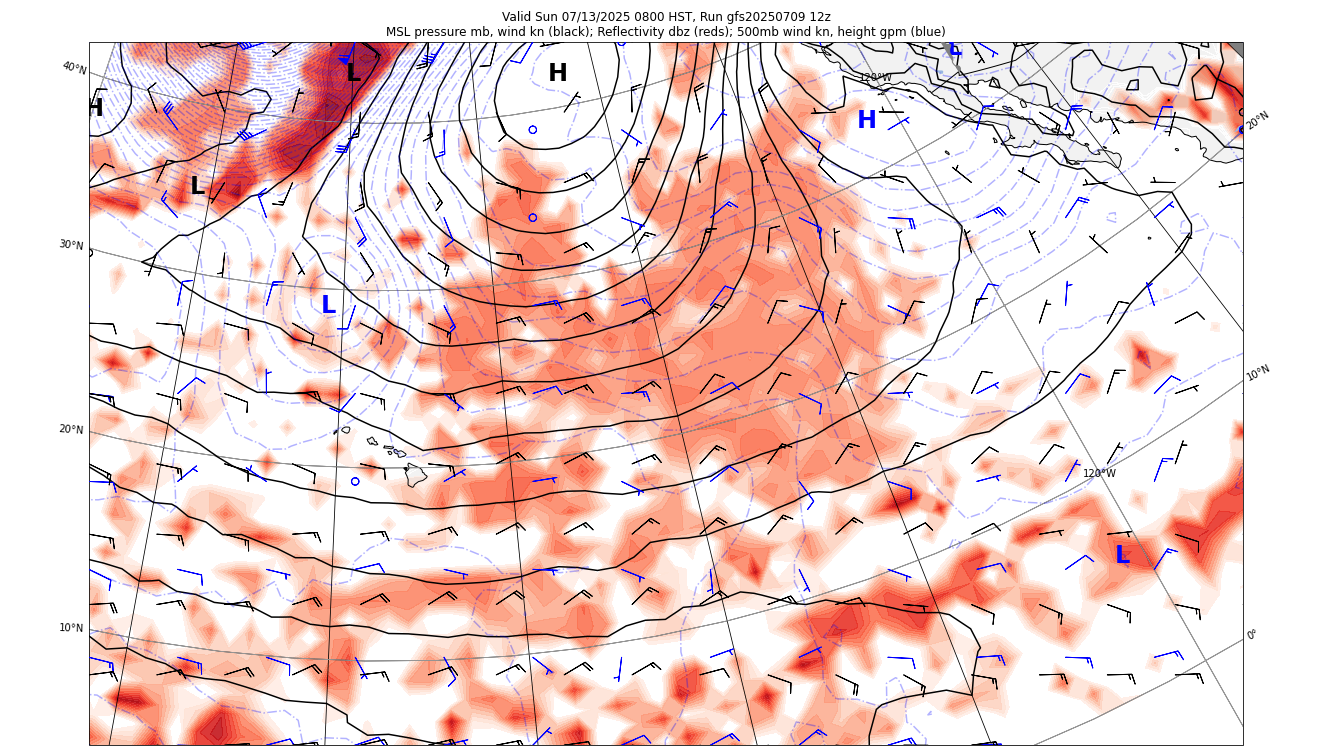 Valid Sun 07/13/2025 0800 HST, Run gfs20250709 12z
MSL pressure mb, wind kn (black); Reflectivity dbz (reds); 500mb wind kn, height gpm (blue)
L
40°N
L
H
120°W
H
H
20°N
L
30°N
L
10°N
20°N
120°W
L
10°N
0°